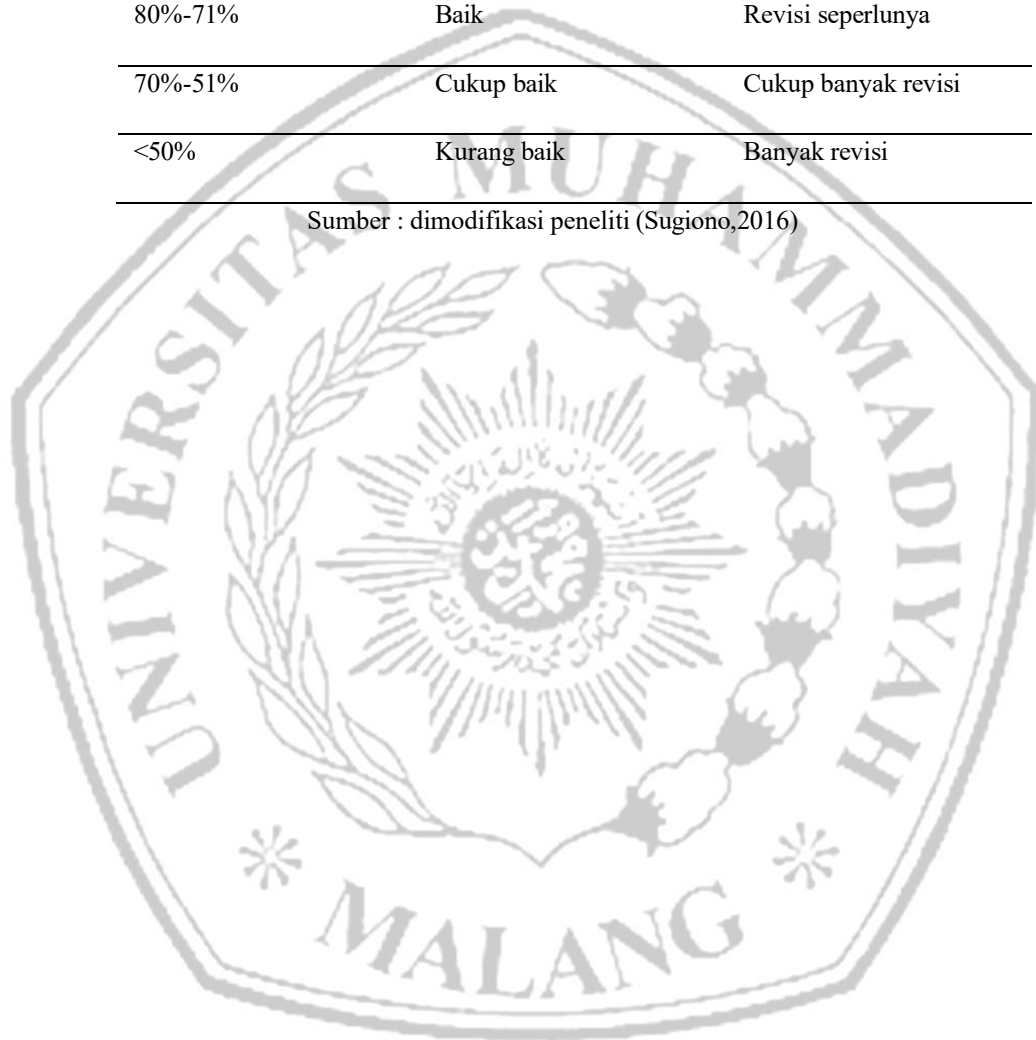 80%-71% Baik Revisi seperlunya
70%-51% Cukup baik Cukup banyak revisi
<50% Kurang baik Banyak revisi
Sumber : dimodifikasi peneliti (Sugiono,2016)
UNIVERSITAS MUHAMMADIYAH
MALANG